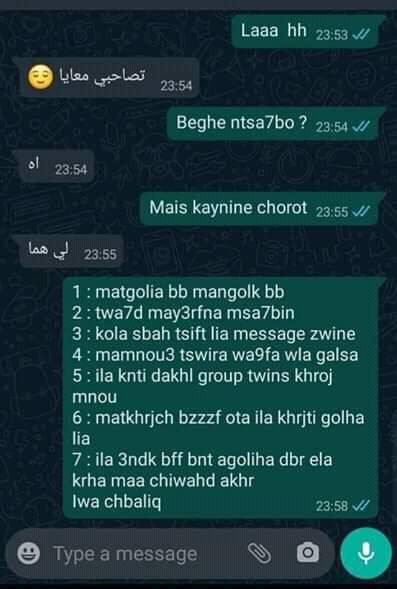 Laaa hh 23:53
تصاحبي معايا 😌 23:54
Beghe ntsa7bo ? 23:54
اه 23:54
Mais kaynine chorot 23:55
لي هما 23:55
1 : matgolia bb mangolk bb
2 : twa7d may3rfna msa7bin
3 : kola sbah tsift lia message zwine
4 : mamnou3 tswira wa9fa wla galsa
5 : ila knti dakhl group twins khroj
mnou
6 : matkhrjch bzzzf ota ila khrjti golha
lia
7 : ila 3ndk bff bnt agoliha dbr ela
krha maa chiwahd akhr
Iwa chbaliq 23:58
Type a message